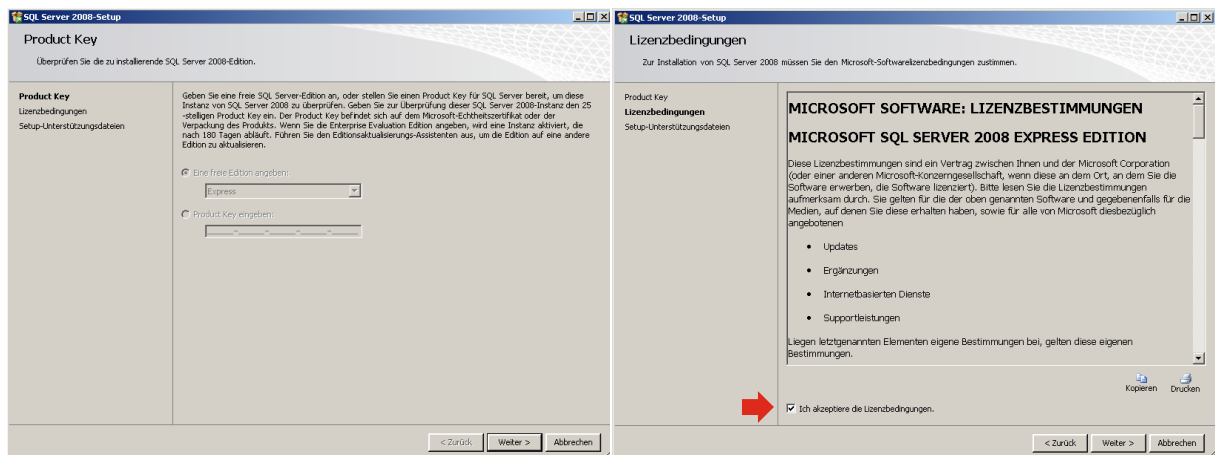 SQL Server 2008-Setup
Product Key
Überprüfen Sie die zu installierende SQL Server 2008-Edition.
Product Key
Lizenzbedingungen
Setup-Unterstützungsdateien
Geben Sie eine freie SQL Server-Edition an, oder stellen Sie einen Product Key für SQL Server bereit, um diese
Instanz von SQL Server 2008 zu überprüfen. Geben Sie zur Überprüfung dieser SQL Server 2008-Instanz den 25
-stelligen Product Key ein. Der Product Key befindet sich auf dem Microsoft-Echtheitszertifikat oder der
Verpackung des Produkts. Wenn Sie die Enterprise Evaluation Edition angeben, wird eine Instanz aktiviert, die
nach 180 Tagen abläuft. Führen Sie den Editionsaktualisierungs-Assistenten aus, um die Edition auf eine andere
Edition zu aktualisieren.
Eine freie Edition angeben:
Express
Product Key eingeben:
_____-_____-_____-_____-_____
< Zurück
Weiter >
Abbrechen
SQL Server 2008-Setup
Lizenzbedingungen
Zur Installation von SQL Server 2008 müssen Sie den Microsoft-Softwarelizenzbedingungen zustimmen.
Product Key
Lizenzbedingungen
Setup-Unterstützungsdateien
MICROSOFT SOFTWARE: LIZENZBESTIMMUNGEN
MICROSOFT SQL SERVER 2008 EXPRESS EDITION
Diese Lizenzbestimmungen sind ein Vertrag zwischen Ihnen und der Microsoft Corporation
(oder einer anderen Microsoft-Konzerngesellschaft, wenn diese an dem Ort, an dem Sie die
Software erwerben, die Software lizenziert). Bitte lesen Sie die Lizenzbestimmungen
aufmerksam durch. Sie gelten für die der oben genannten Software und gegebenenfalls für die
Medien, auf denen Sie diese erhalten haben, sowie für alle von Microsoft diesbezüglich
angebotenen
• Updates
• Ergänzungen
• Internetbasierten Dienste
• Supportleistungen
Liegen letztgenannten Elementen eigene Bestimmungen bei, gelten diese eigenen
Bestimmungen.
Kopieren
Drucken
Ich akzeptiere die Lizenzbedingungen.
< Zurück
Weiter >
Abbrechen